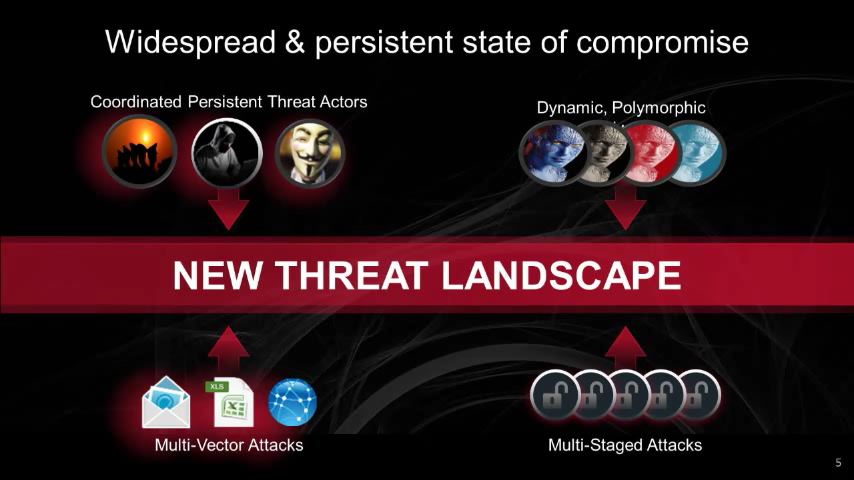 Widespread & persistent state of compromise
Coordinated Persistent Threat Actors
Dynamic, Polymorphic
NEW THREAT LANDSCAPE
XLS
Multi-Vector Attacks
Multi-Staged Attacks
5